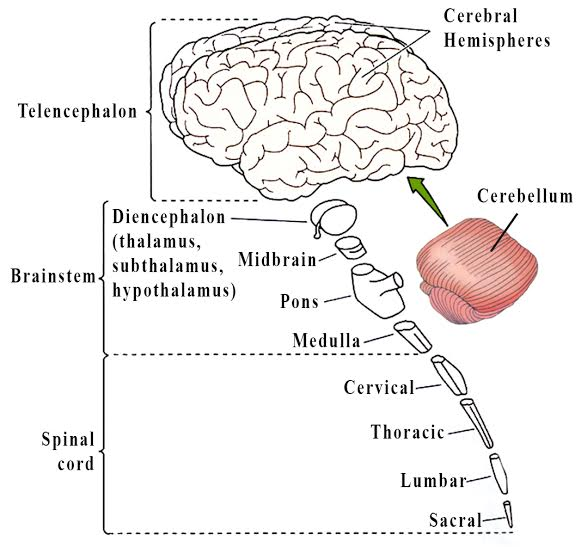 Cerebral
Hemispheres
Telencephalon
Cerebellum
Diencephalon
(thalamus,
subthalamus,
hypothalamus)
Brainstem
Midbrain
Pons
Medulla
Cervical
Thoracic
Spinal
cord
Lumbar
Sacral